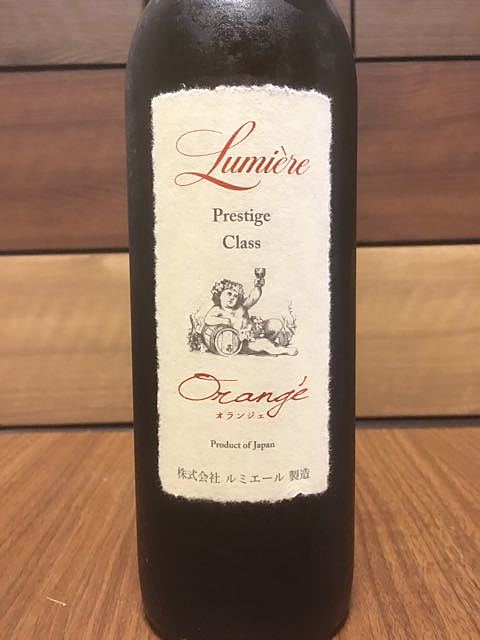 Lumière
Prestige
Class
Orangé
オランジェ
Product of Japan
株式会社 ルミエール 製造